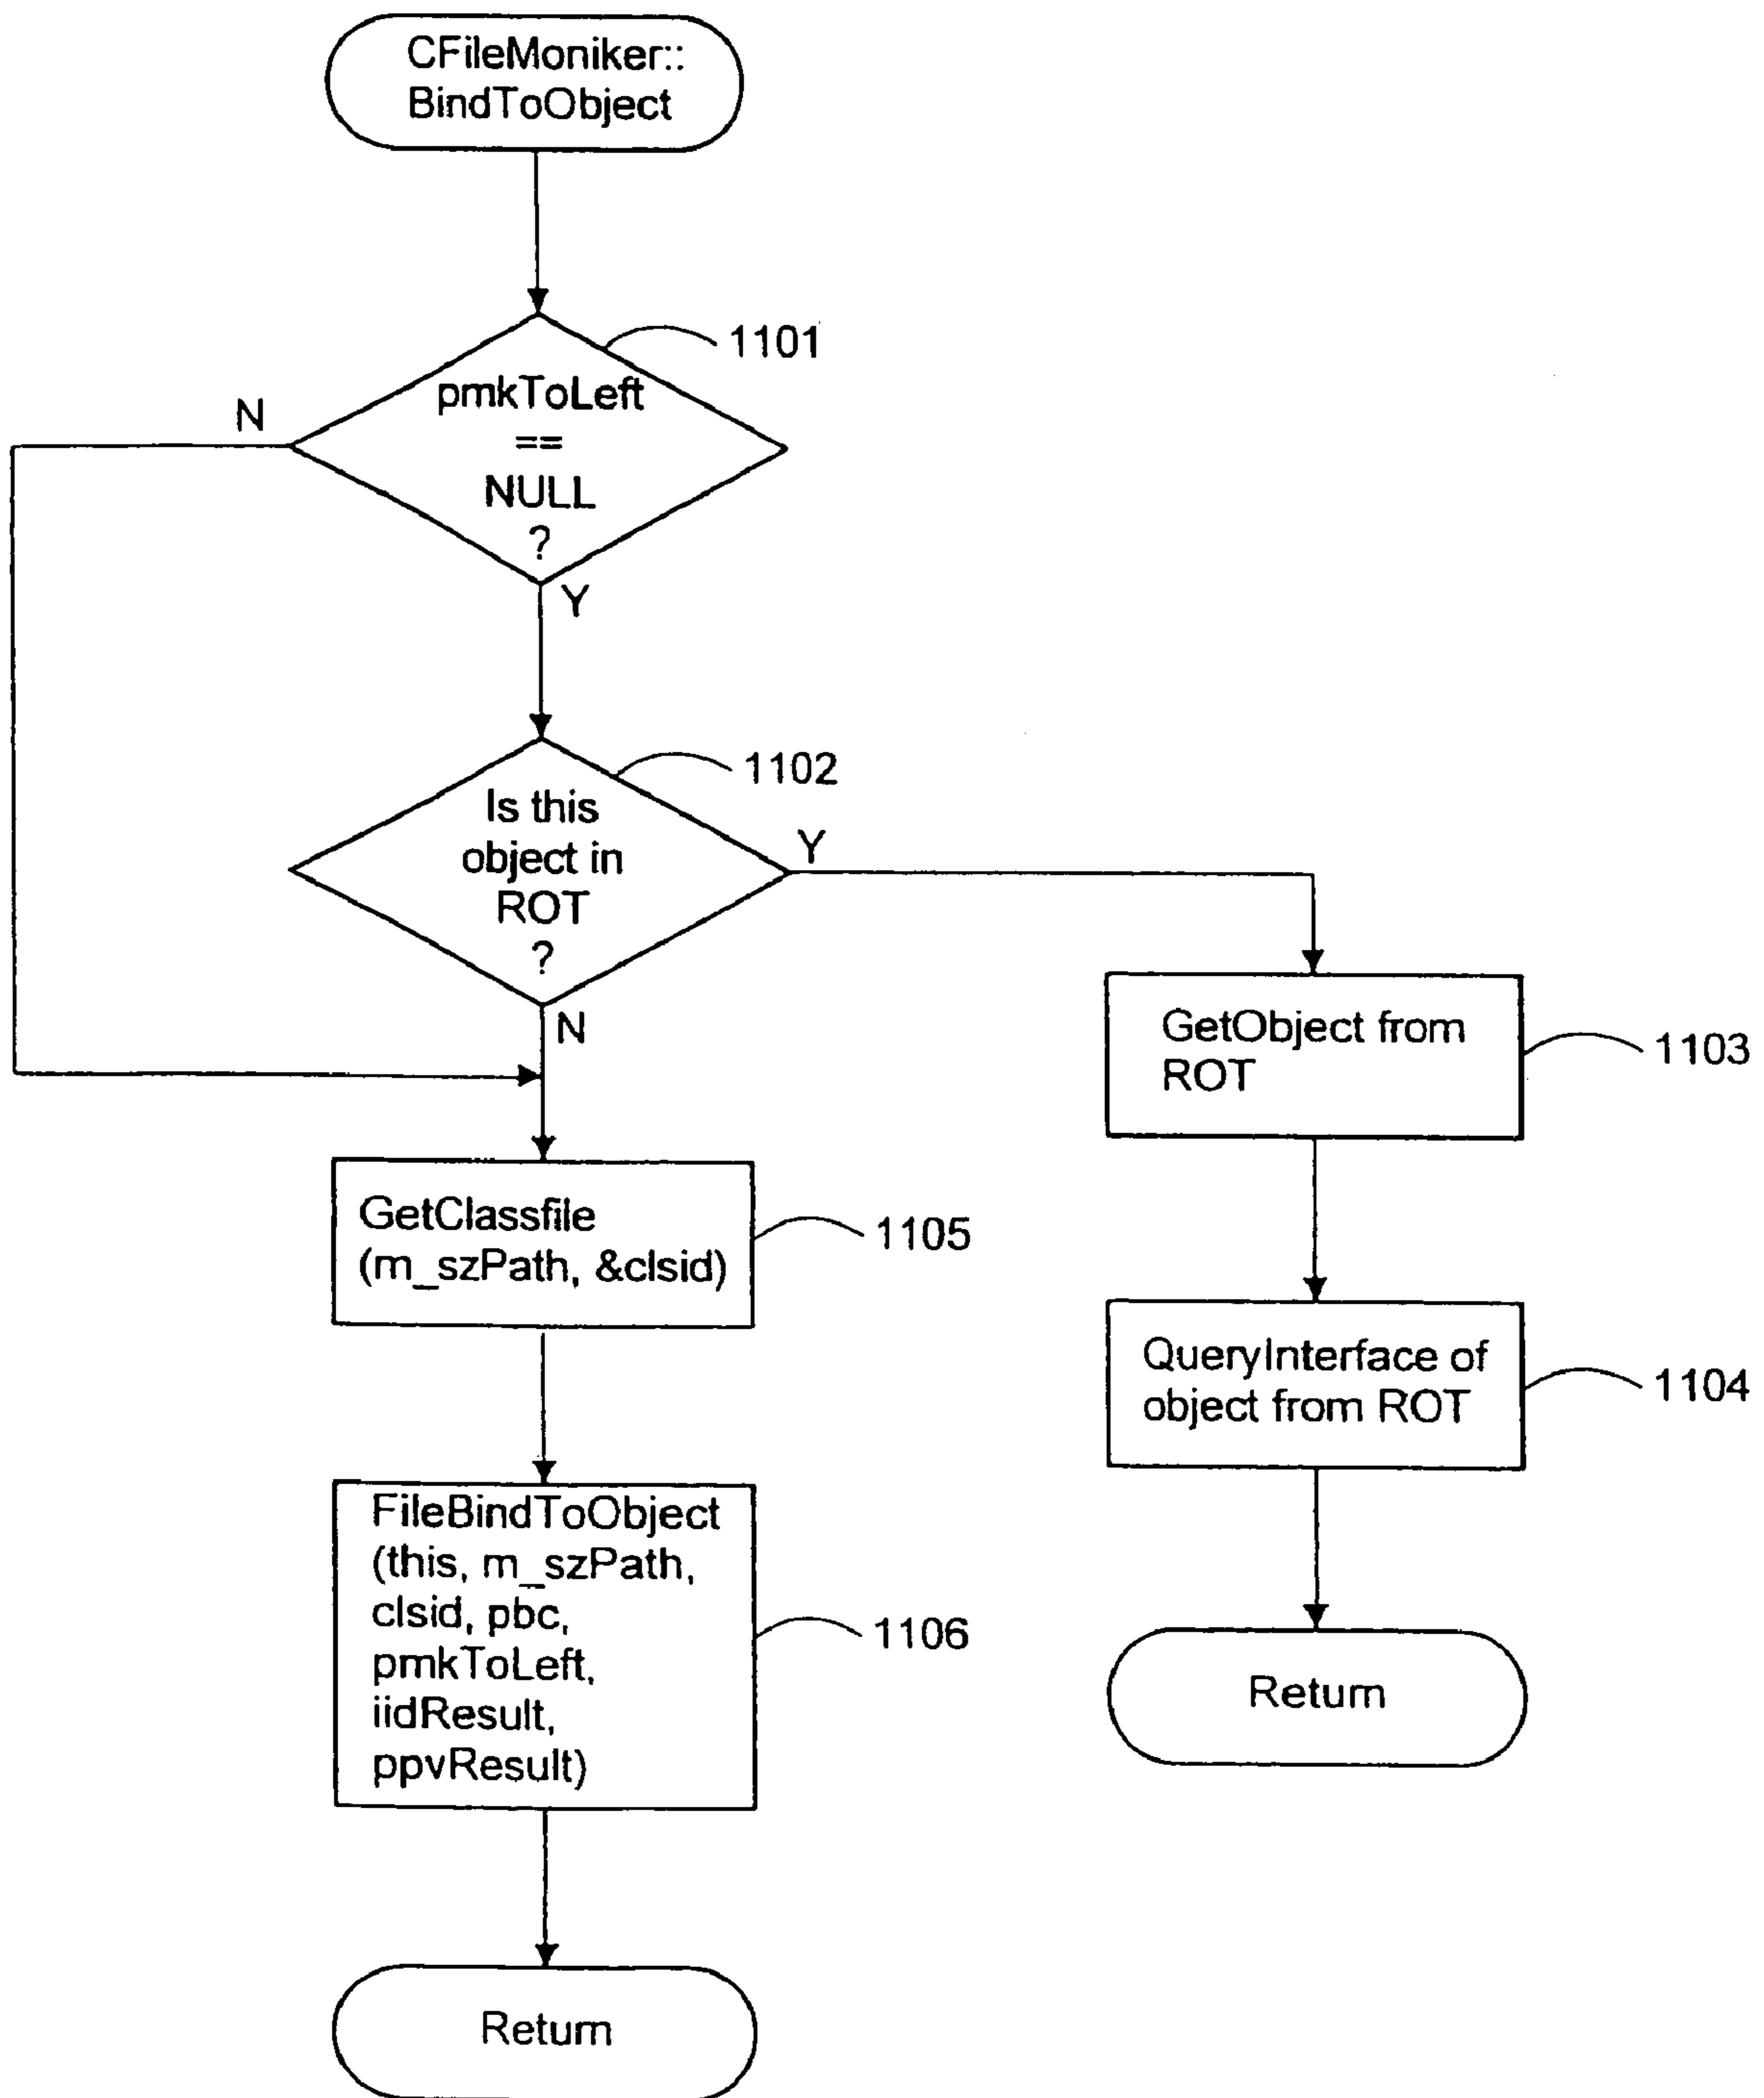 CFileMoniker::
BindToObject
1101
pmkToLeft
==
NULL
?
N
Y
1102
Is this
object in
ROT
?
Y
N
GetObject from
ROT
1103
GetClassfile
(m_szPath, &clsid)
1105
QueryInterface of
object from ROT
1104
FileBindToObject
(this, m_szPath,
clsid, pbc,
pmkToLeft,
iidResult,
ppvResult)
1106
Return
Return